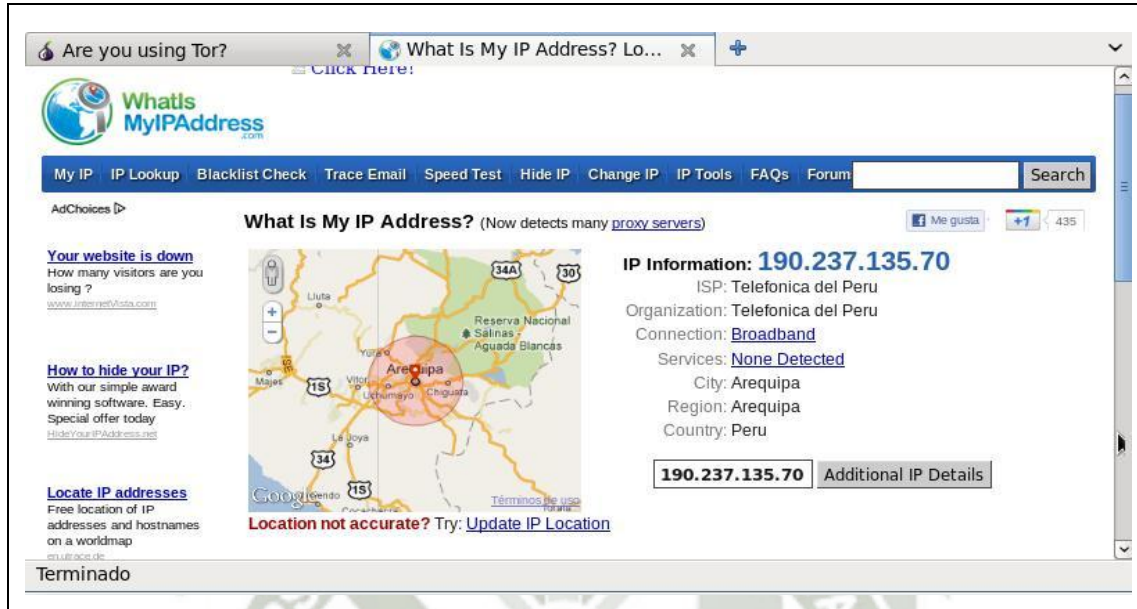 Are you using Tor?
What Is My IP Address? Lo...
Click Here!
WhatIs
MyIPAddress
.com
My IP IP Lookup Blacklist Check Trace Email Speed Test Hide IP Change IP IP Tools FAQs Forum Search
AdChoices
Your website is down
How many visitors are you
losing ?
www.InternetVista.com
How to hide your IP?
With our simple award
winning software. Easy.
Special offer today
HideYourIPAddress.net
Locate IP addresses
Free location of IP
addresses and hostnames
on a worldmap
en.utrace.de
What Is My IP Address? (Now detects many proxy servers)
Me gusta
+1 435
34A
30
Lluta
Reserva Nacional
Salinas
Aguada Blancas
Yura
Arequipa
Majes
1S
Vitor
Uchumayo
Chiguata
La Joya
34
1S
Google
Términos de uso
Location not accurate? Try: Update IP Location
IP Information: 190.237.135.70
ISP: Telefonica del Peru
Organization: Telefonica del Peru
Connection: Broadband
Services: None Detected
City: Arequipa
Region: Arequipa
Country: Peru
190.237.135.70 Additional IP Details
Terminado